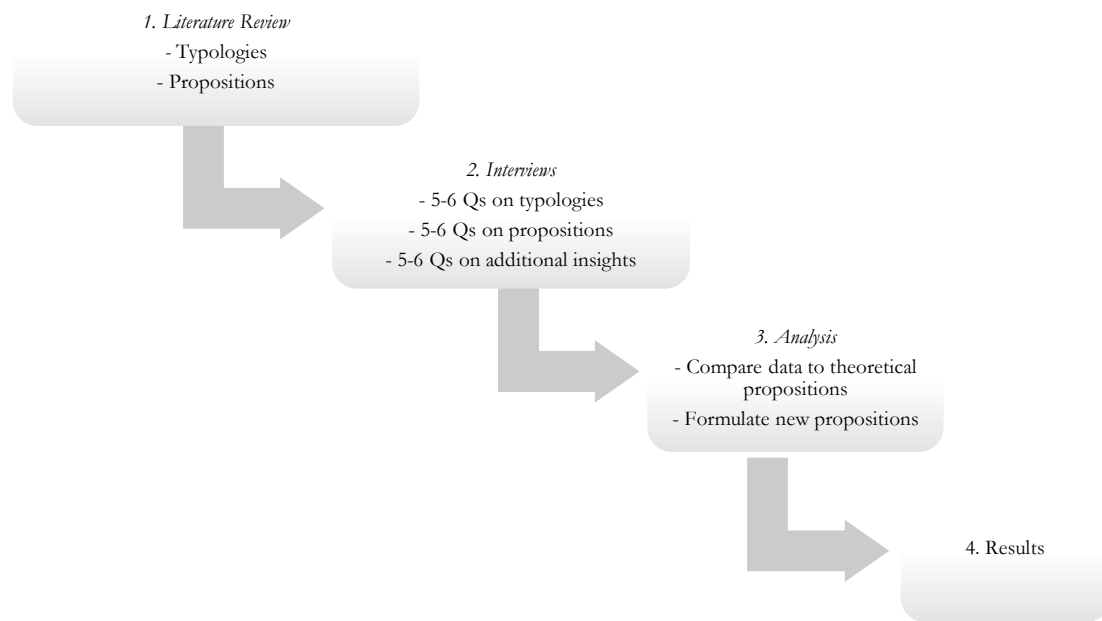 1. Literature Review
- Typologies
- Propositions
2. Interviews
- 5-6 Qs on typologies
- 5-6 Qs on propositions
- 5-6 Qs on additional insights
3. Analysis
- Compare data to theoretical
propositions
- Formulate new propositions
4. Results